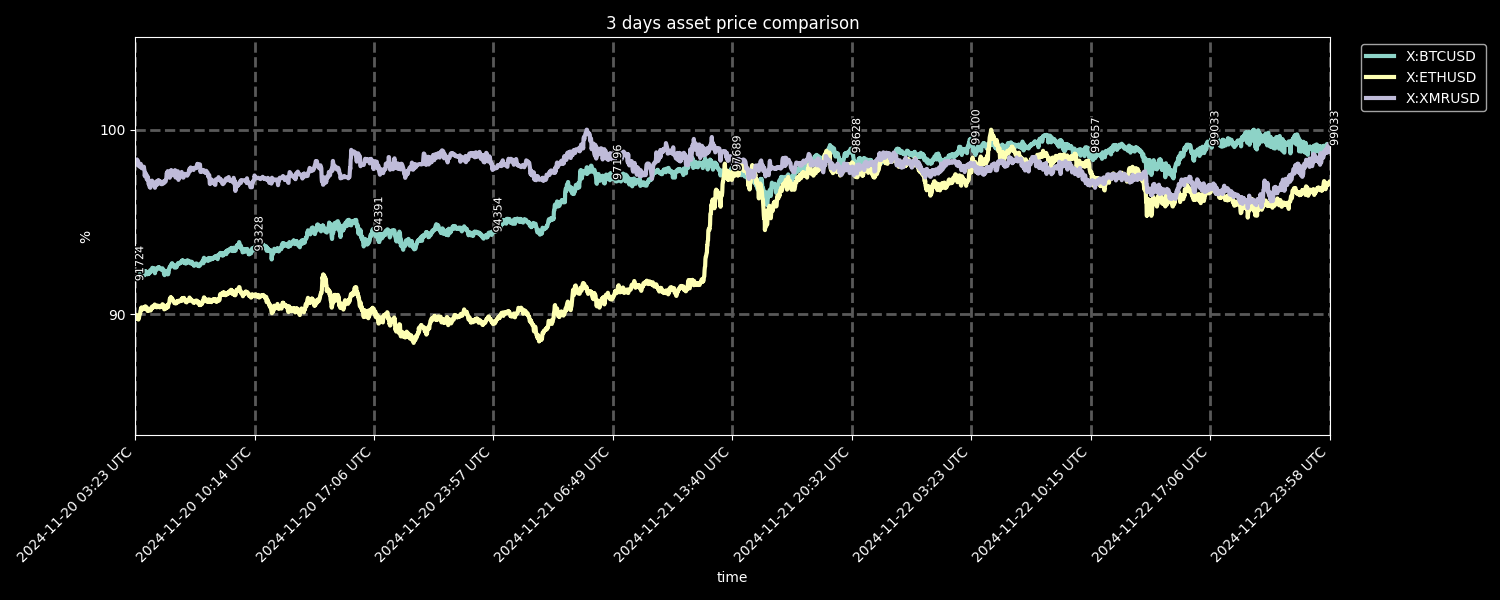 3 days asset price comparison
X:BTCUSD
X:ETHUSD
X:XMRUSD
100
90
%
91724
93328
94391
94354
97196
97689
98628
99100
98657
99033
99033
2024-11-20 03:23 UTC
2024-11-20 10:14 UTC
2024-11-20 17:06 UTC
2024-11-20 23:57 UTC
2024-11-21 06:49 UTC
2024-11-21 13:40 UTC
2024-11-21 20:32 UTC
2024-11-22 03:23 UTC
2024-11-22 10:15 UTC
2024-11-22 17:06 UTC
2024-11-22 23:58 UTC
time